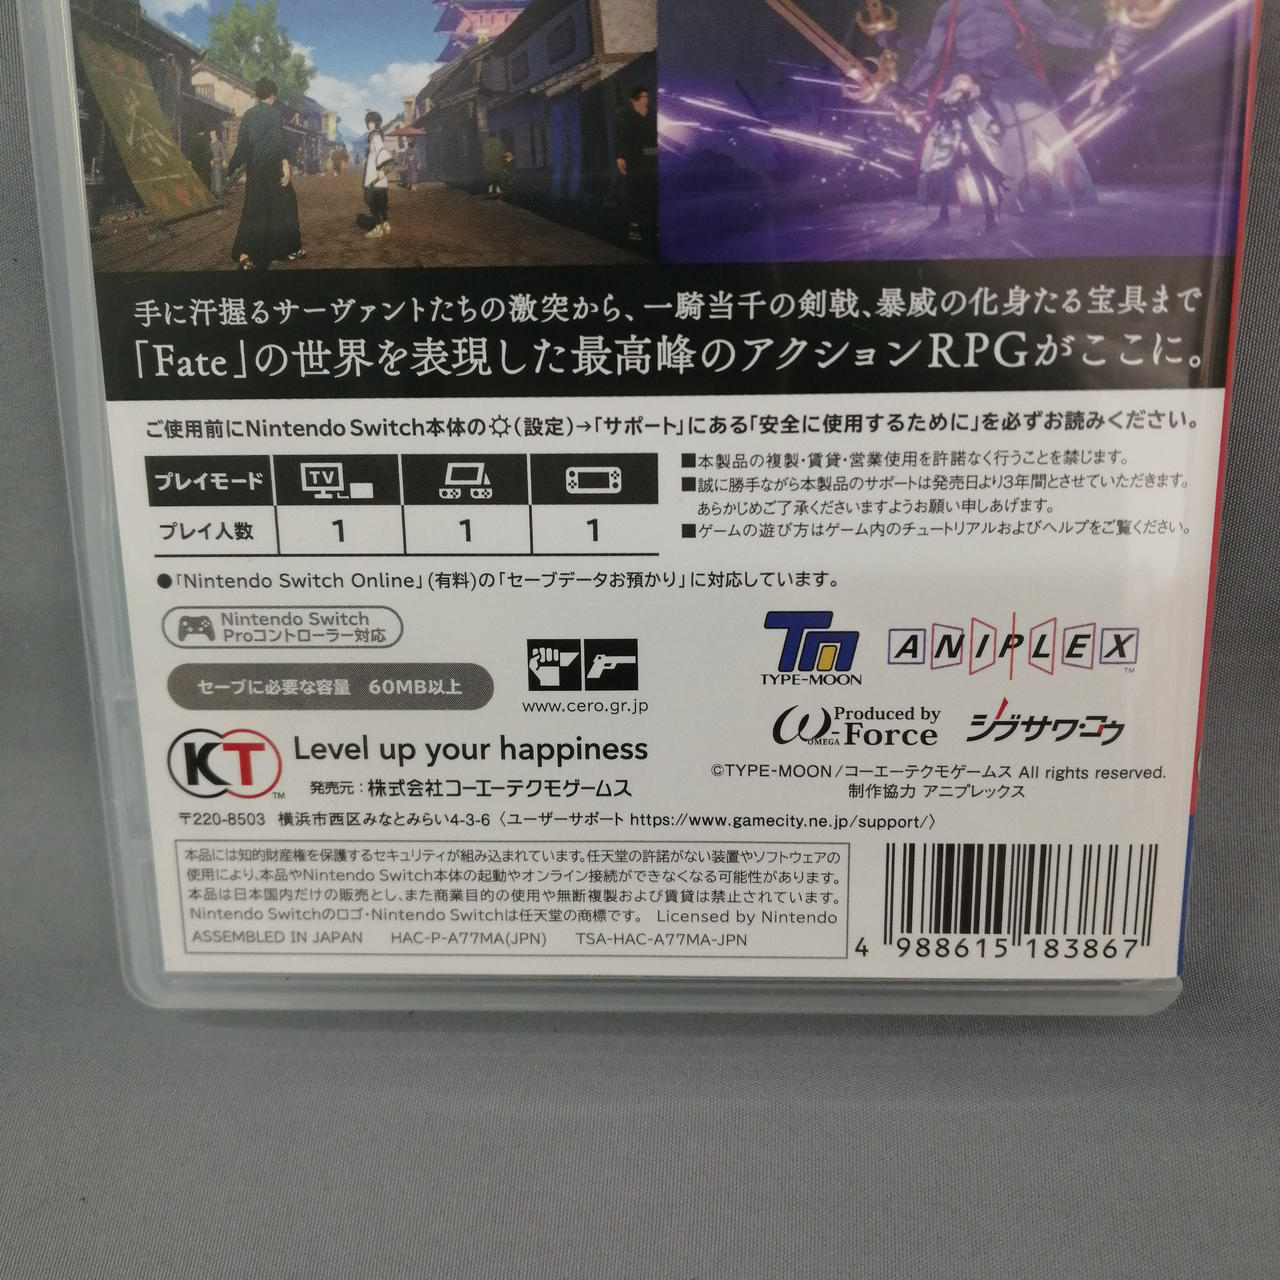 手に汗握るサーヴァントたちの激突から、一騎当千の剣戟、暴威の化身たる宝具まで
「Fate」の世界を表現した最高峰のアクションRPGがここに。
ご使用前にNintendo Switch本体の(設定)→「サポート」にある「安全に使用するために」を必ずお読みください。
プレイモード TV
プレイ人数 1 1 1
■本製品の複製・賃貸・営業使用を許諾なく行うことを禁じます。
■誠に勝手ながら本製品のサポートは発売日より3年間とさせていただきます。
あらかじめご了承くださいますようお願い申しあげます。
■ゲームの遊び方はゲーム内のチュートリアルおよびヘルプをご覧ください。
●「Nintendo Switch Online」(有料)の「セーブデータお預かり」に対応しています。
Nintendo Switch
Proコントローラー対応
セーブに必要な容量 60MB以上
www.cero.gr.jp
TM
TYPE-MOON
ANIPLEX
TM
Produced by
ω-Force
OMEGA
シブサワ・コウ
KT
TM
Level up your happiness
発売元：株式会社コーエーテクモゲームス
©TYPE-MOON/コーエーテクモゲームス All rights reserved.
制作協力 アニプレックス
〒220-8503 横浜市西区みなとみらい4-3-6〈ユーザーサポート https://www.gamecity.ne.jp/support/〉
本品には知的財産権を保護するセキュリティが組み込まれています。任天堂の許諾がない装置やソフトウェアの
使用により、本品やNintendo Switch本体の起動やオンライン接続ができなくなる可能性があります。
本品は日本国内だけの販売とし、また商業目的の使用や無断複製および賃貸は禁止されています。
Nintendo Switchのロゴ・Nintendo Switchは任天堂の商標です。 Licensed by Nintendo
ASSEMBLED IN JAPAN HAC-P-A77MA(JPN) TSA-HAC-A77MA-JPN
4 988615 183867